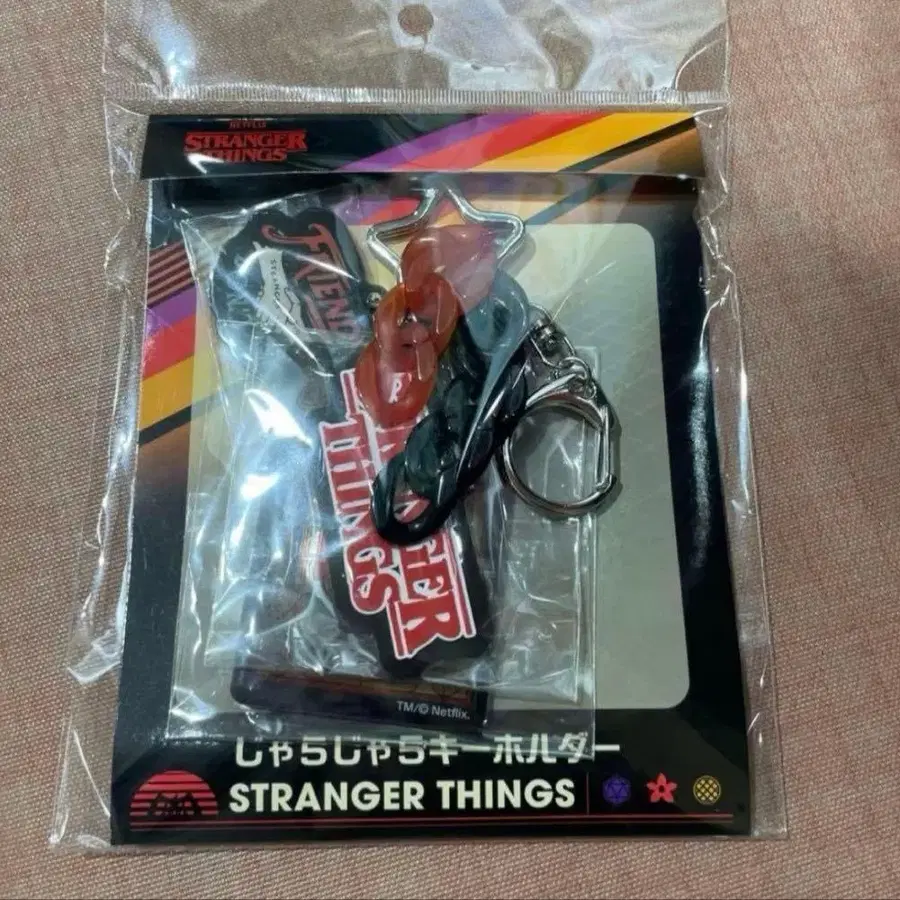 NETFLIX
STRANGER
THINGS
FRIEND
STRANGER
THINGS
TM/© Netflix.
じゃらじゃらキーホルダー
STRANGER THINGS